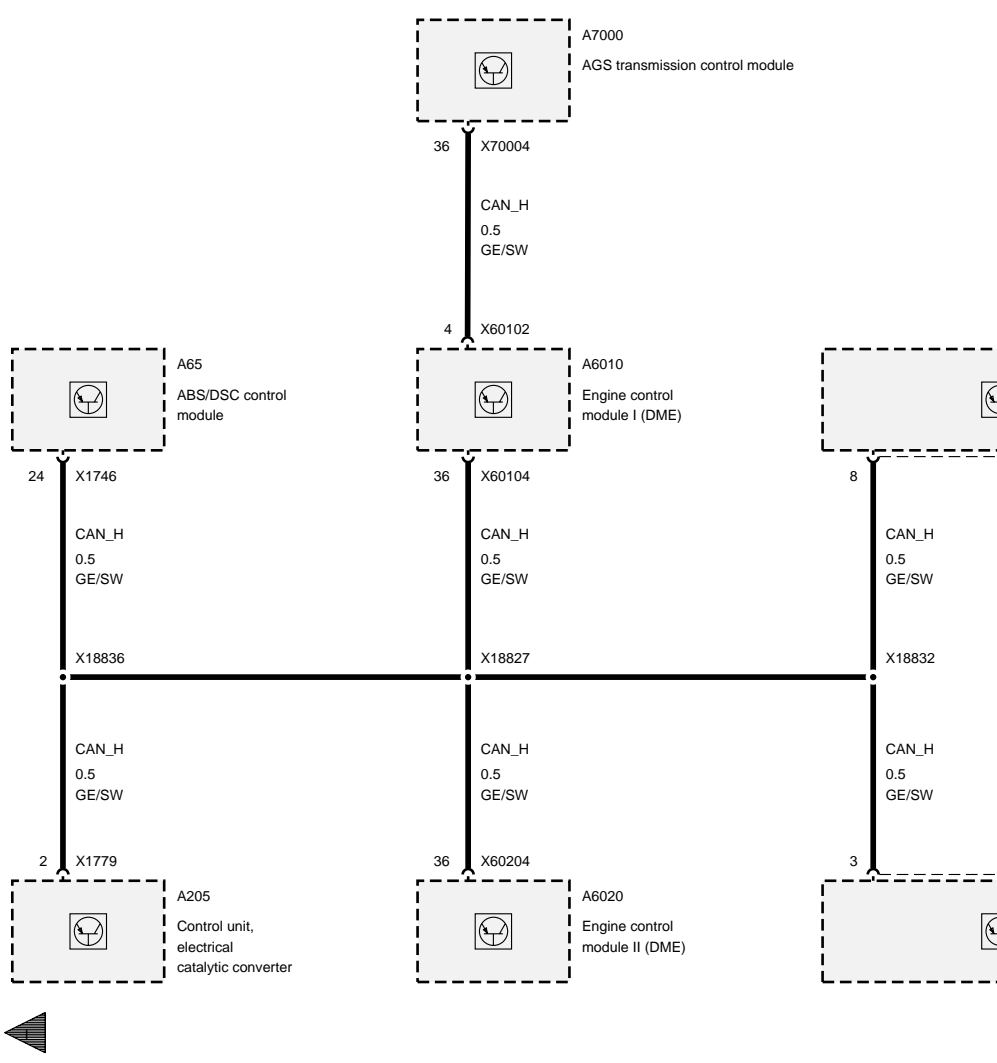 A7000
AGS transmission control module
36 X70004
CAN_H
0.5
GE/SW
4 X60102
A65
ABS/DSC control
module
A6010
Engine control
module I (DME)
24 X1746
36 X60104
8
CAN_H
0.5
GE/SW
CAN_H
0.5
GE/SW
CAN_H
0.5
GE/SW
X18836
X18827
X18832
CAN_H
0.5
GE/SW
CAN_H
0.5
GE/SW
CAN_H
0.5
GE/SW
2 X1779
36 X60204
3
A205
Control unit,
electrical
catalytic converter
A6020
Engine control
module II (DME)